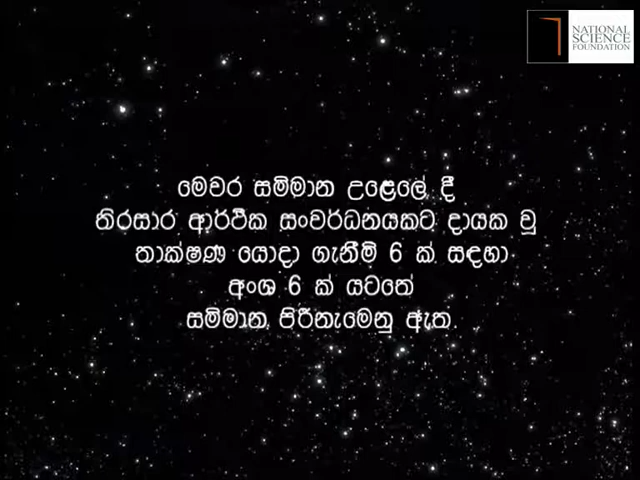 NATIONAL
SCIENCE
FOUNDATION
මෙවර සම්මාන උළෙලේ දී
තිරසාර ආර්ථික සංවර්ධනයකට දායක වූ
තාක්ෂණ යොදා ගැනීම් 6 ක් සඳහා
අංශ 6 ක් යටතේ
සම්මාන පිරිනැමෙනු ඇත.